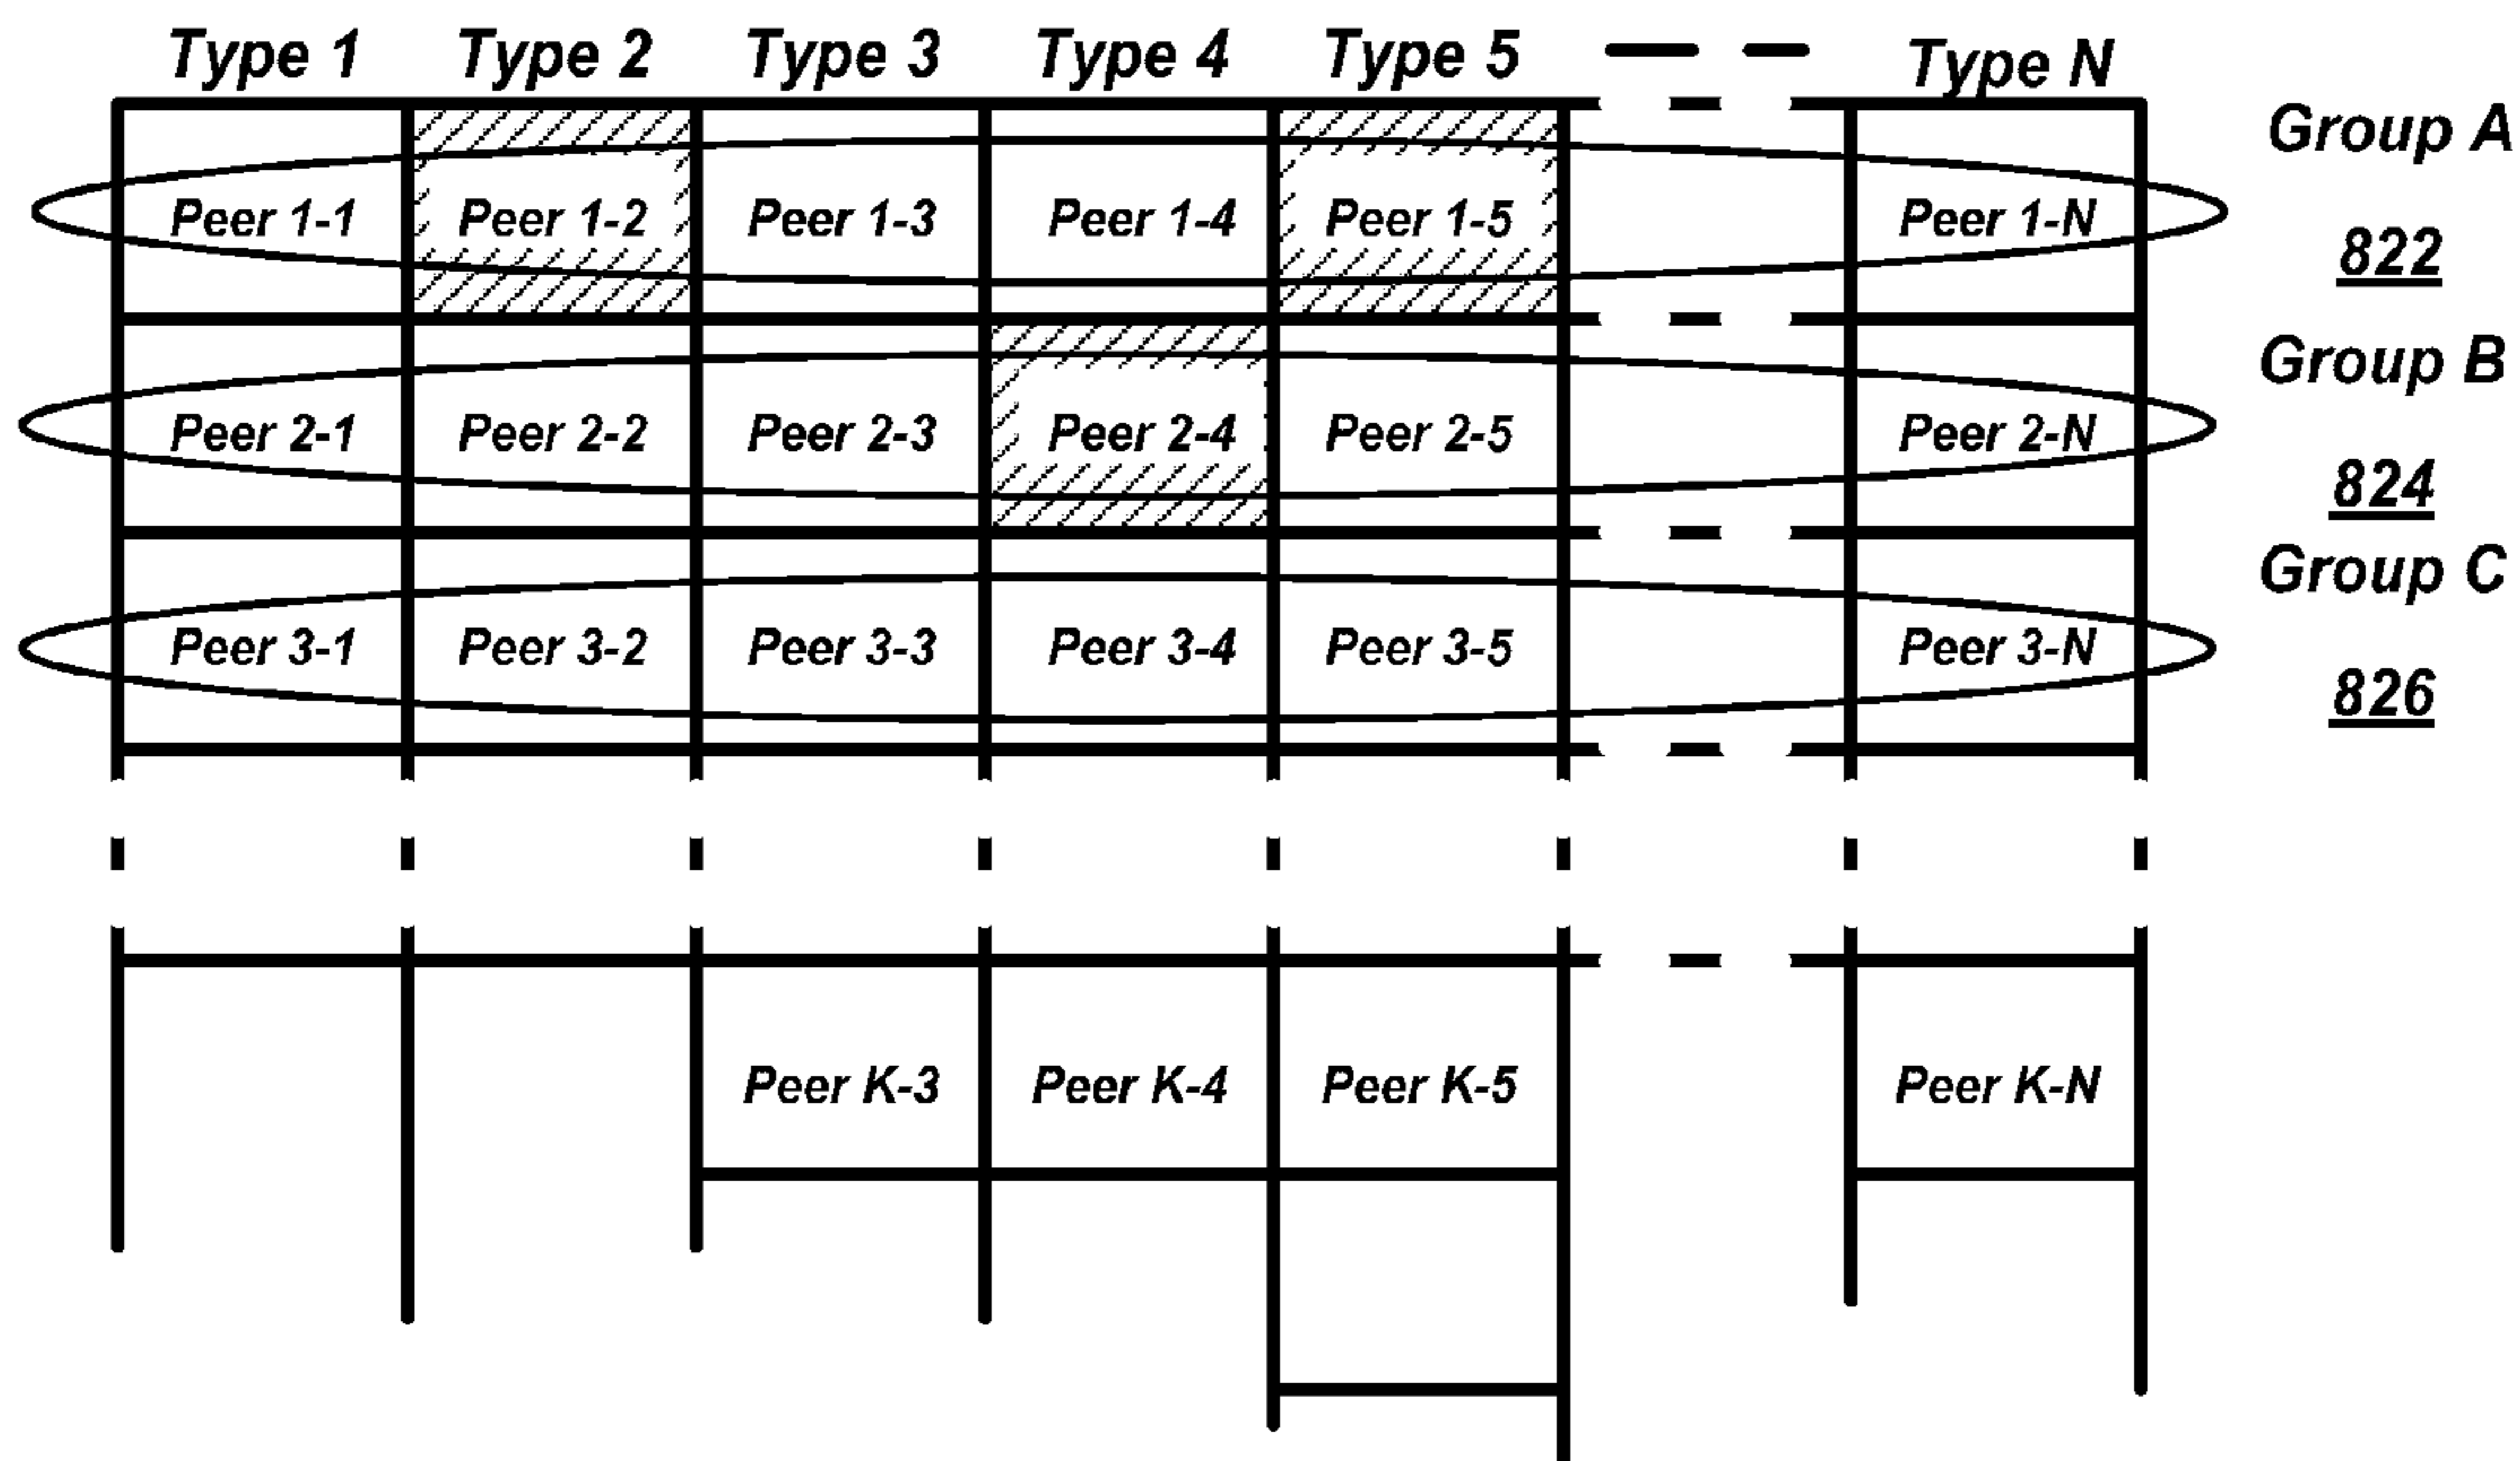 Type 1 Type 2 Type 3 Type 4 Type 5 Type N
Group A
Peer 1-1 Peer 1-2 Peer 1-3 Peer 1-4 Peer 1-5 Peer 1-N
822
Group B
Peer 2-1 Peer 2-2 Peer 2-3 Peer 2-4 Peer 2-5 Peer 2-N
824
Group C
Peer 3-1 Peer 3-2 Peer 3-3 Peer 3-4 Peer 3-5 Peer 3-N
826
Peer K-3 Peer K-4 Peer K-5 Peer K-N